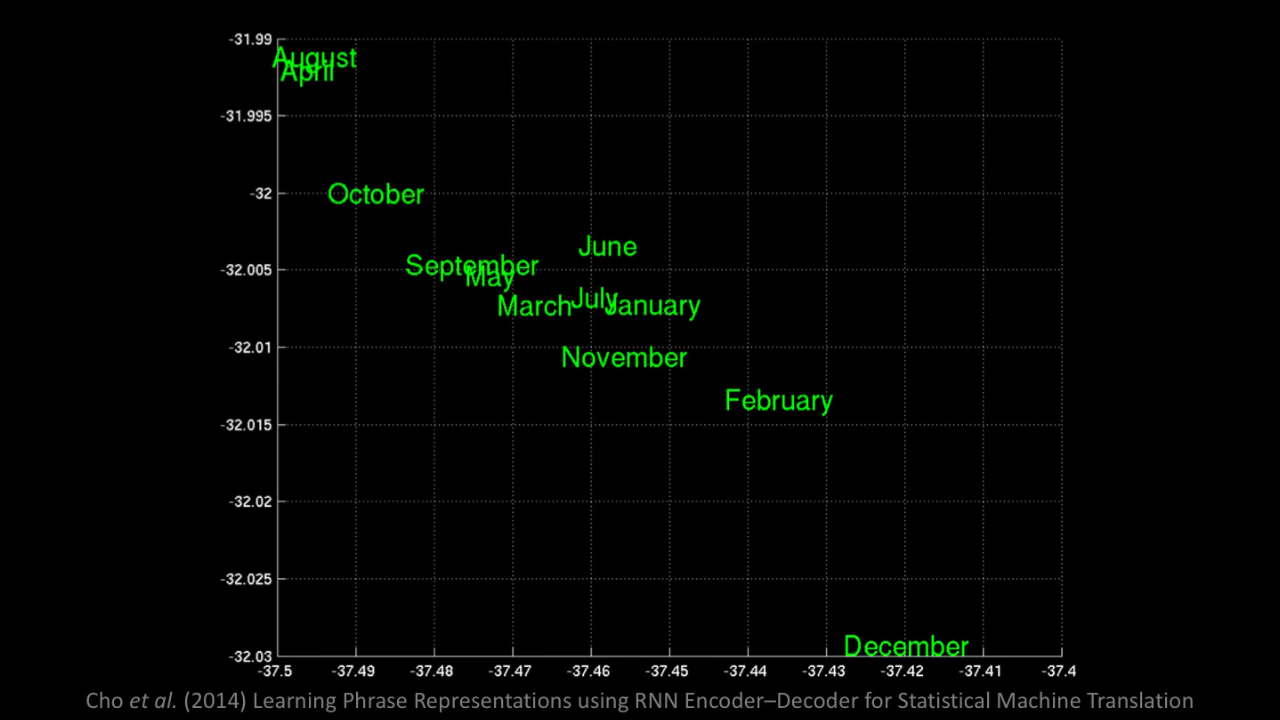 -31.99
August
April
-31.995
-32
October
June
-32.005
September
May
July
March
January
-32.01
November
February
-32.015
-32.02
-32.025
December
-32.03
-37.5 -37.49 -37.48 -37.47 -37.46 -37.45 -37.44 -37.43 -37.42 -37.41 -37.4
Cho et al. (2014) Learning Phrase Representations using RNN Encoder–Decoder for Statistical Machine Translation